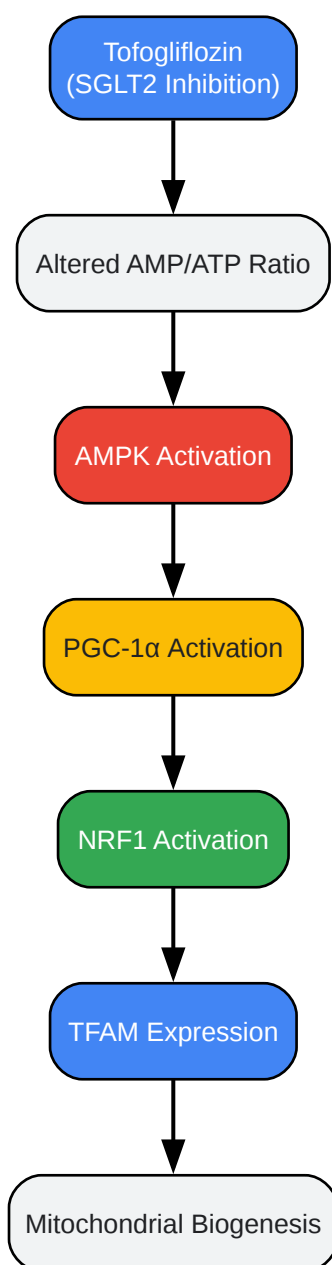 Tofogliflozin
(SGLT2 Inhibition)
Altered AMP/ATP Ratio
AMPK Activation
PGC-1α Activation
NRF1 Activation
TFAM Expression
Mitochondrial Biogenesis